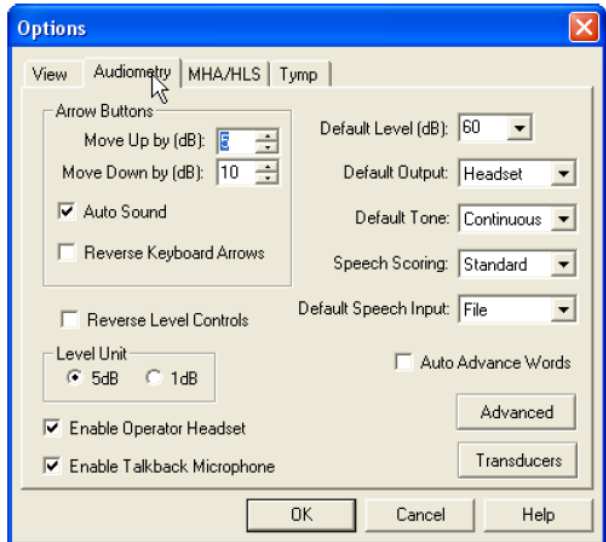 Options
View Audiometry MHA/HLS Tymp
Arrow Buttons
Move Up by (dB): 5
Move Down by (dB): 10
Auto Sound
Reverse Keyboard Arrows
Default Level (dB): 60
Default Output: Headset
Default Tone: Continuous
Speech Scoring: Standard
Default Speech Input: File
Reverse Level Controls
Level Unit
5dB 1dB
Auto Advance Words
Enable Operator Headset
Enable Talkback Microphone
Advanced
Transducers
OK Cancel Help